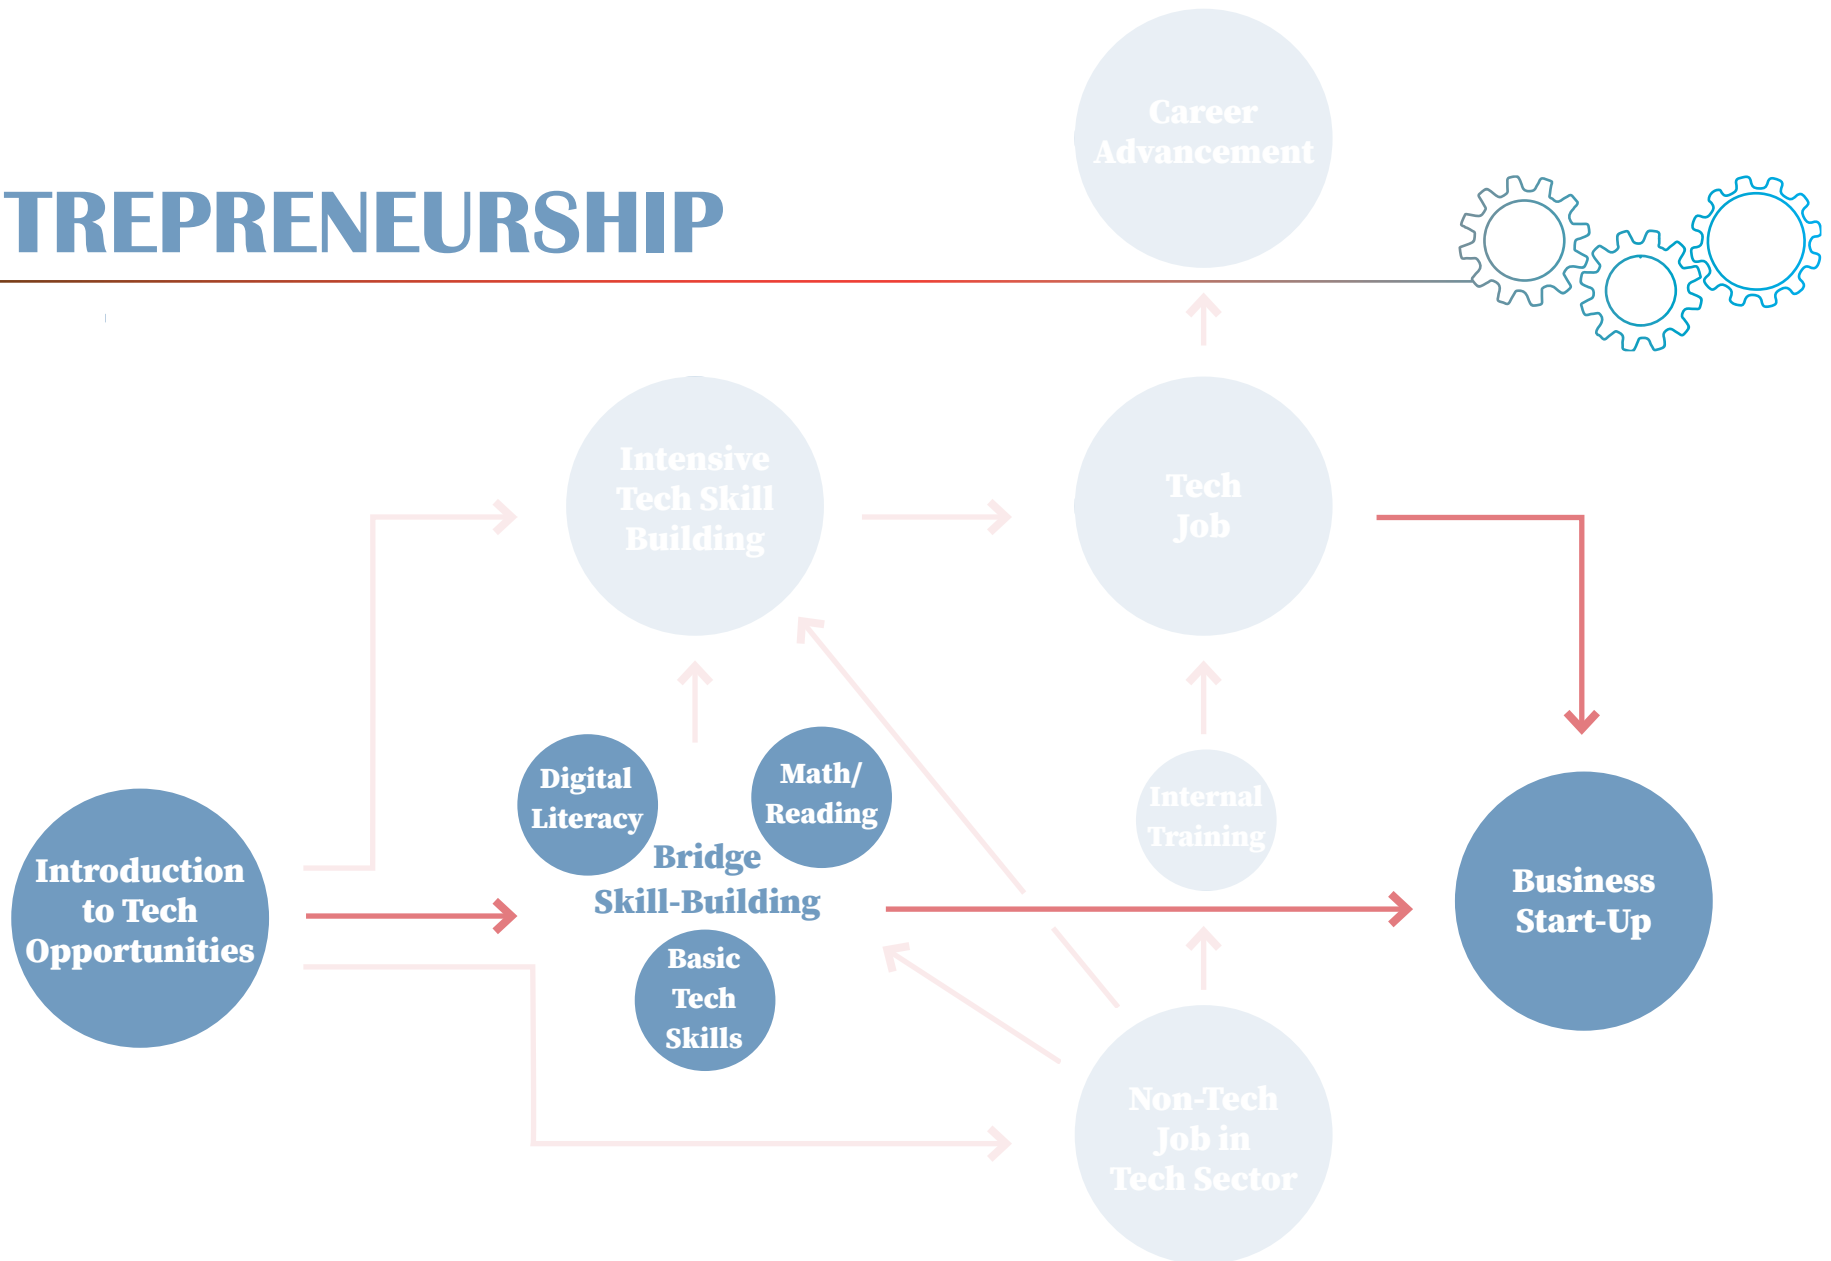 Career
Advancement
TREPRENEURSHIP
Intensive
Tech Skill
Building
Tech
Job
Digital
Literacy
Math/
Reading
Internal
Training
Bridge
Skill-Building
Introduction
to Tech
Opportunities
Business
Start-Up
Basic
Tech
Skills
Non-Tech
Job in
Tech Sector